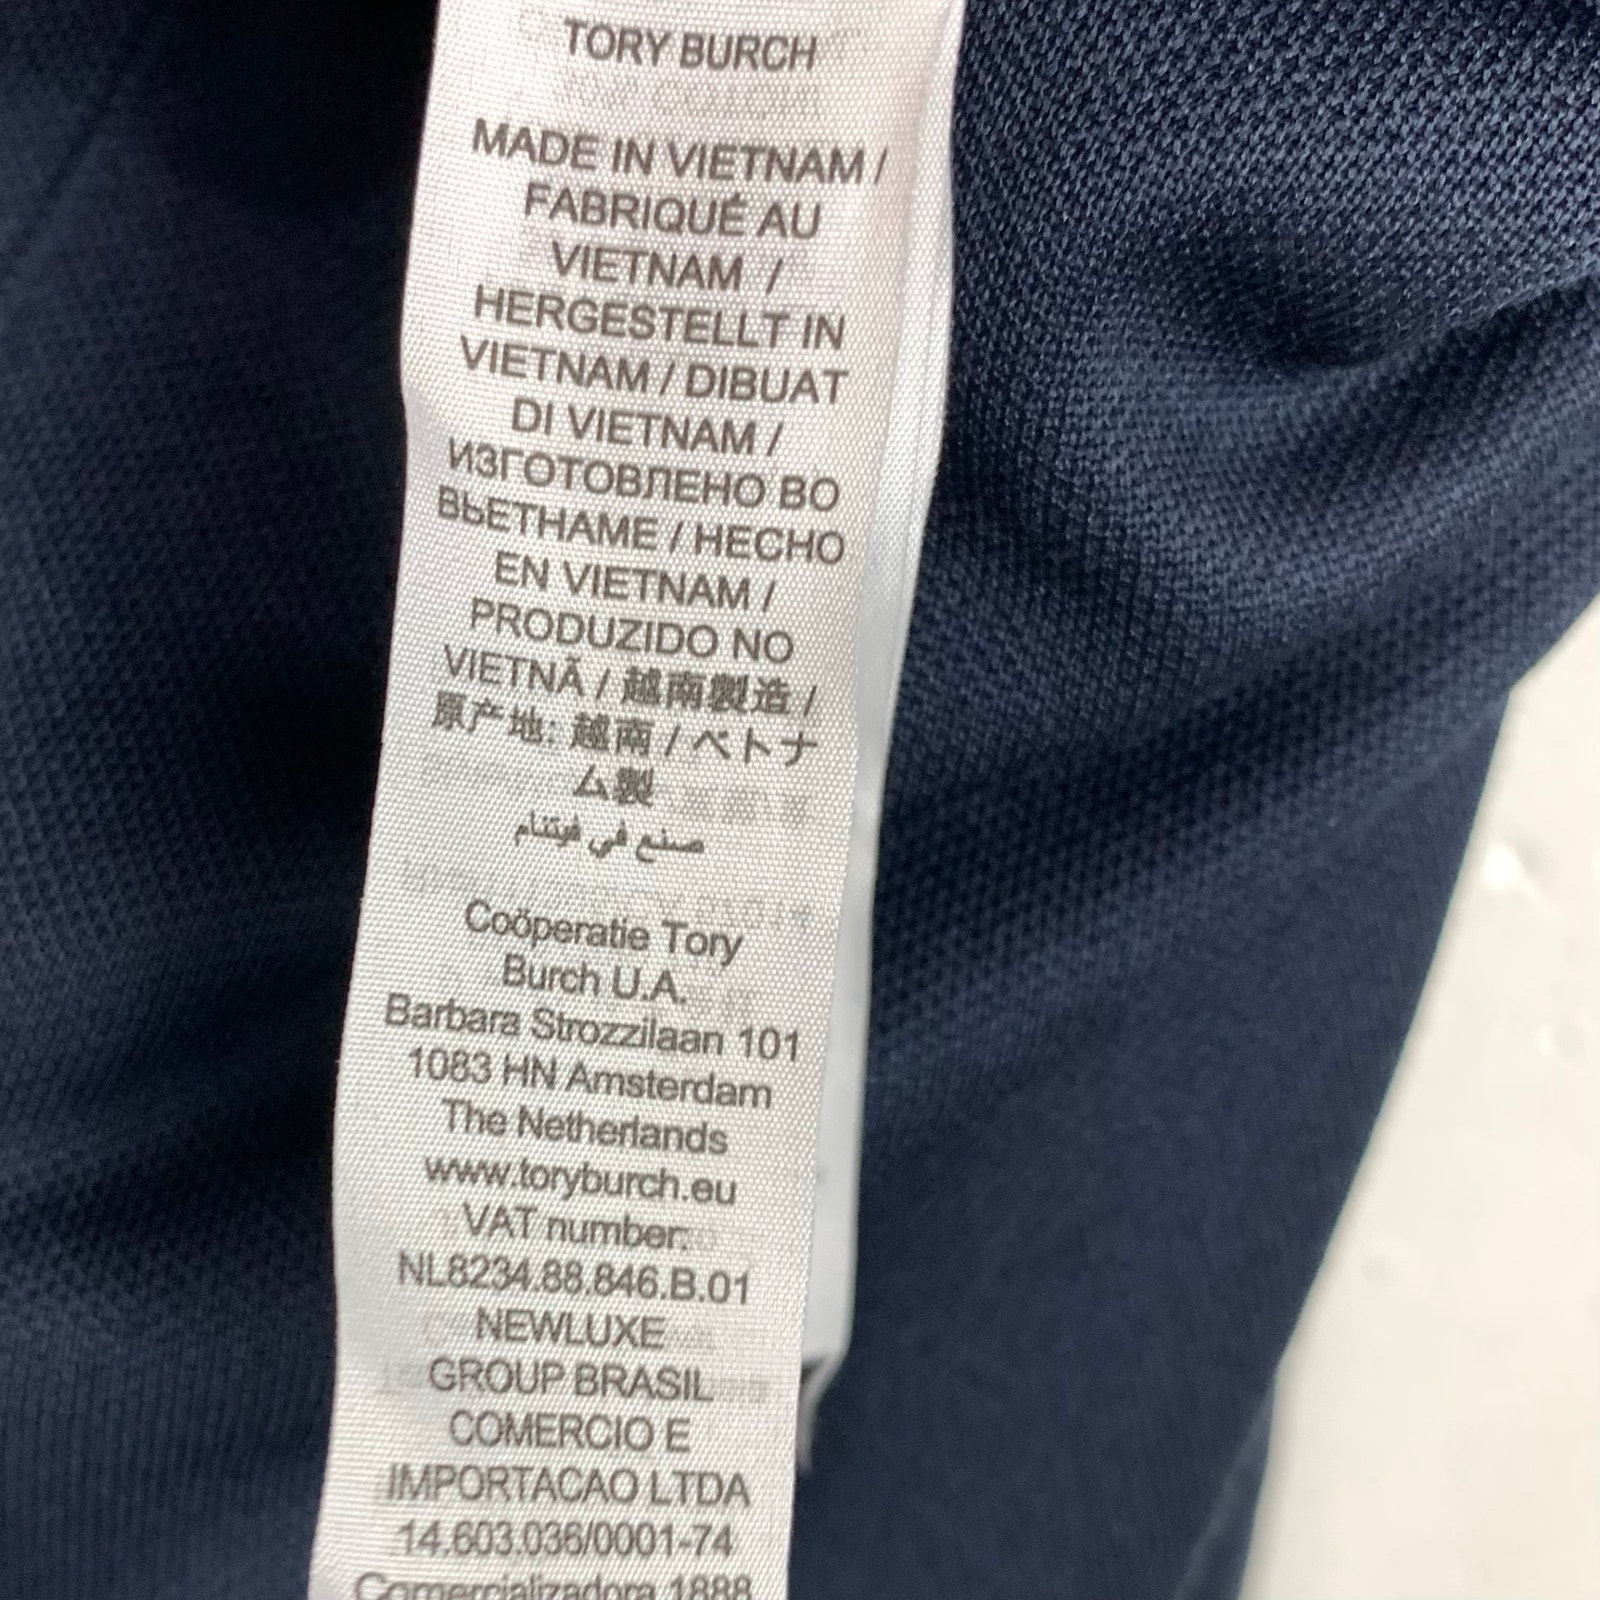 TORY BURCH
MADE IN VIETNAM /
FABRIQUÉ AU
VIETNAM /
HERGESTELLT IN
VIETNAM / DIBUAT
DI VIETNAM /
ИЗГОТОВЛЕНО ВО
ВЬЕТНАМЕ / HECHO
EN VIETNAM /
PRODUZIDO NO
VIETNÃ / 越南製造 /
原产地: 越南 / ベトナ
ム製
صنع في فيتنام
Coöperatie Tory
Burch U.A.
Barbara Strozzilaan 101
1083 HN Amsterdam
The Netherlands
www.toryburch.eu
VAT number:
NL8234.88.846.B.01
NEWLUXE
GROUP BRASIL
COMERCIO E
IMPORTACAO LTDA
14.603.036/0001-74
Comercializadora 1888